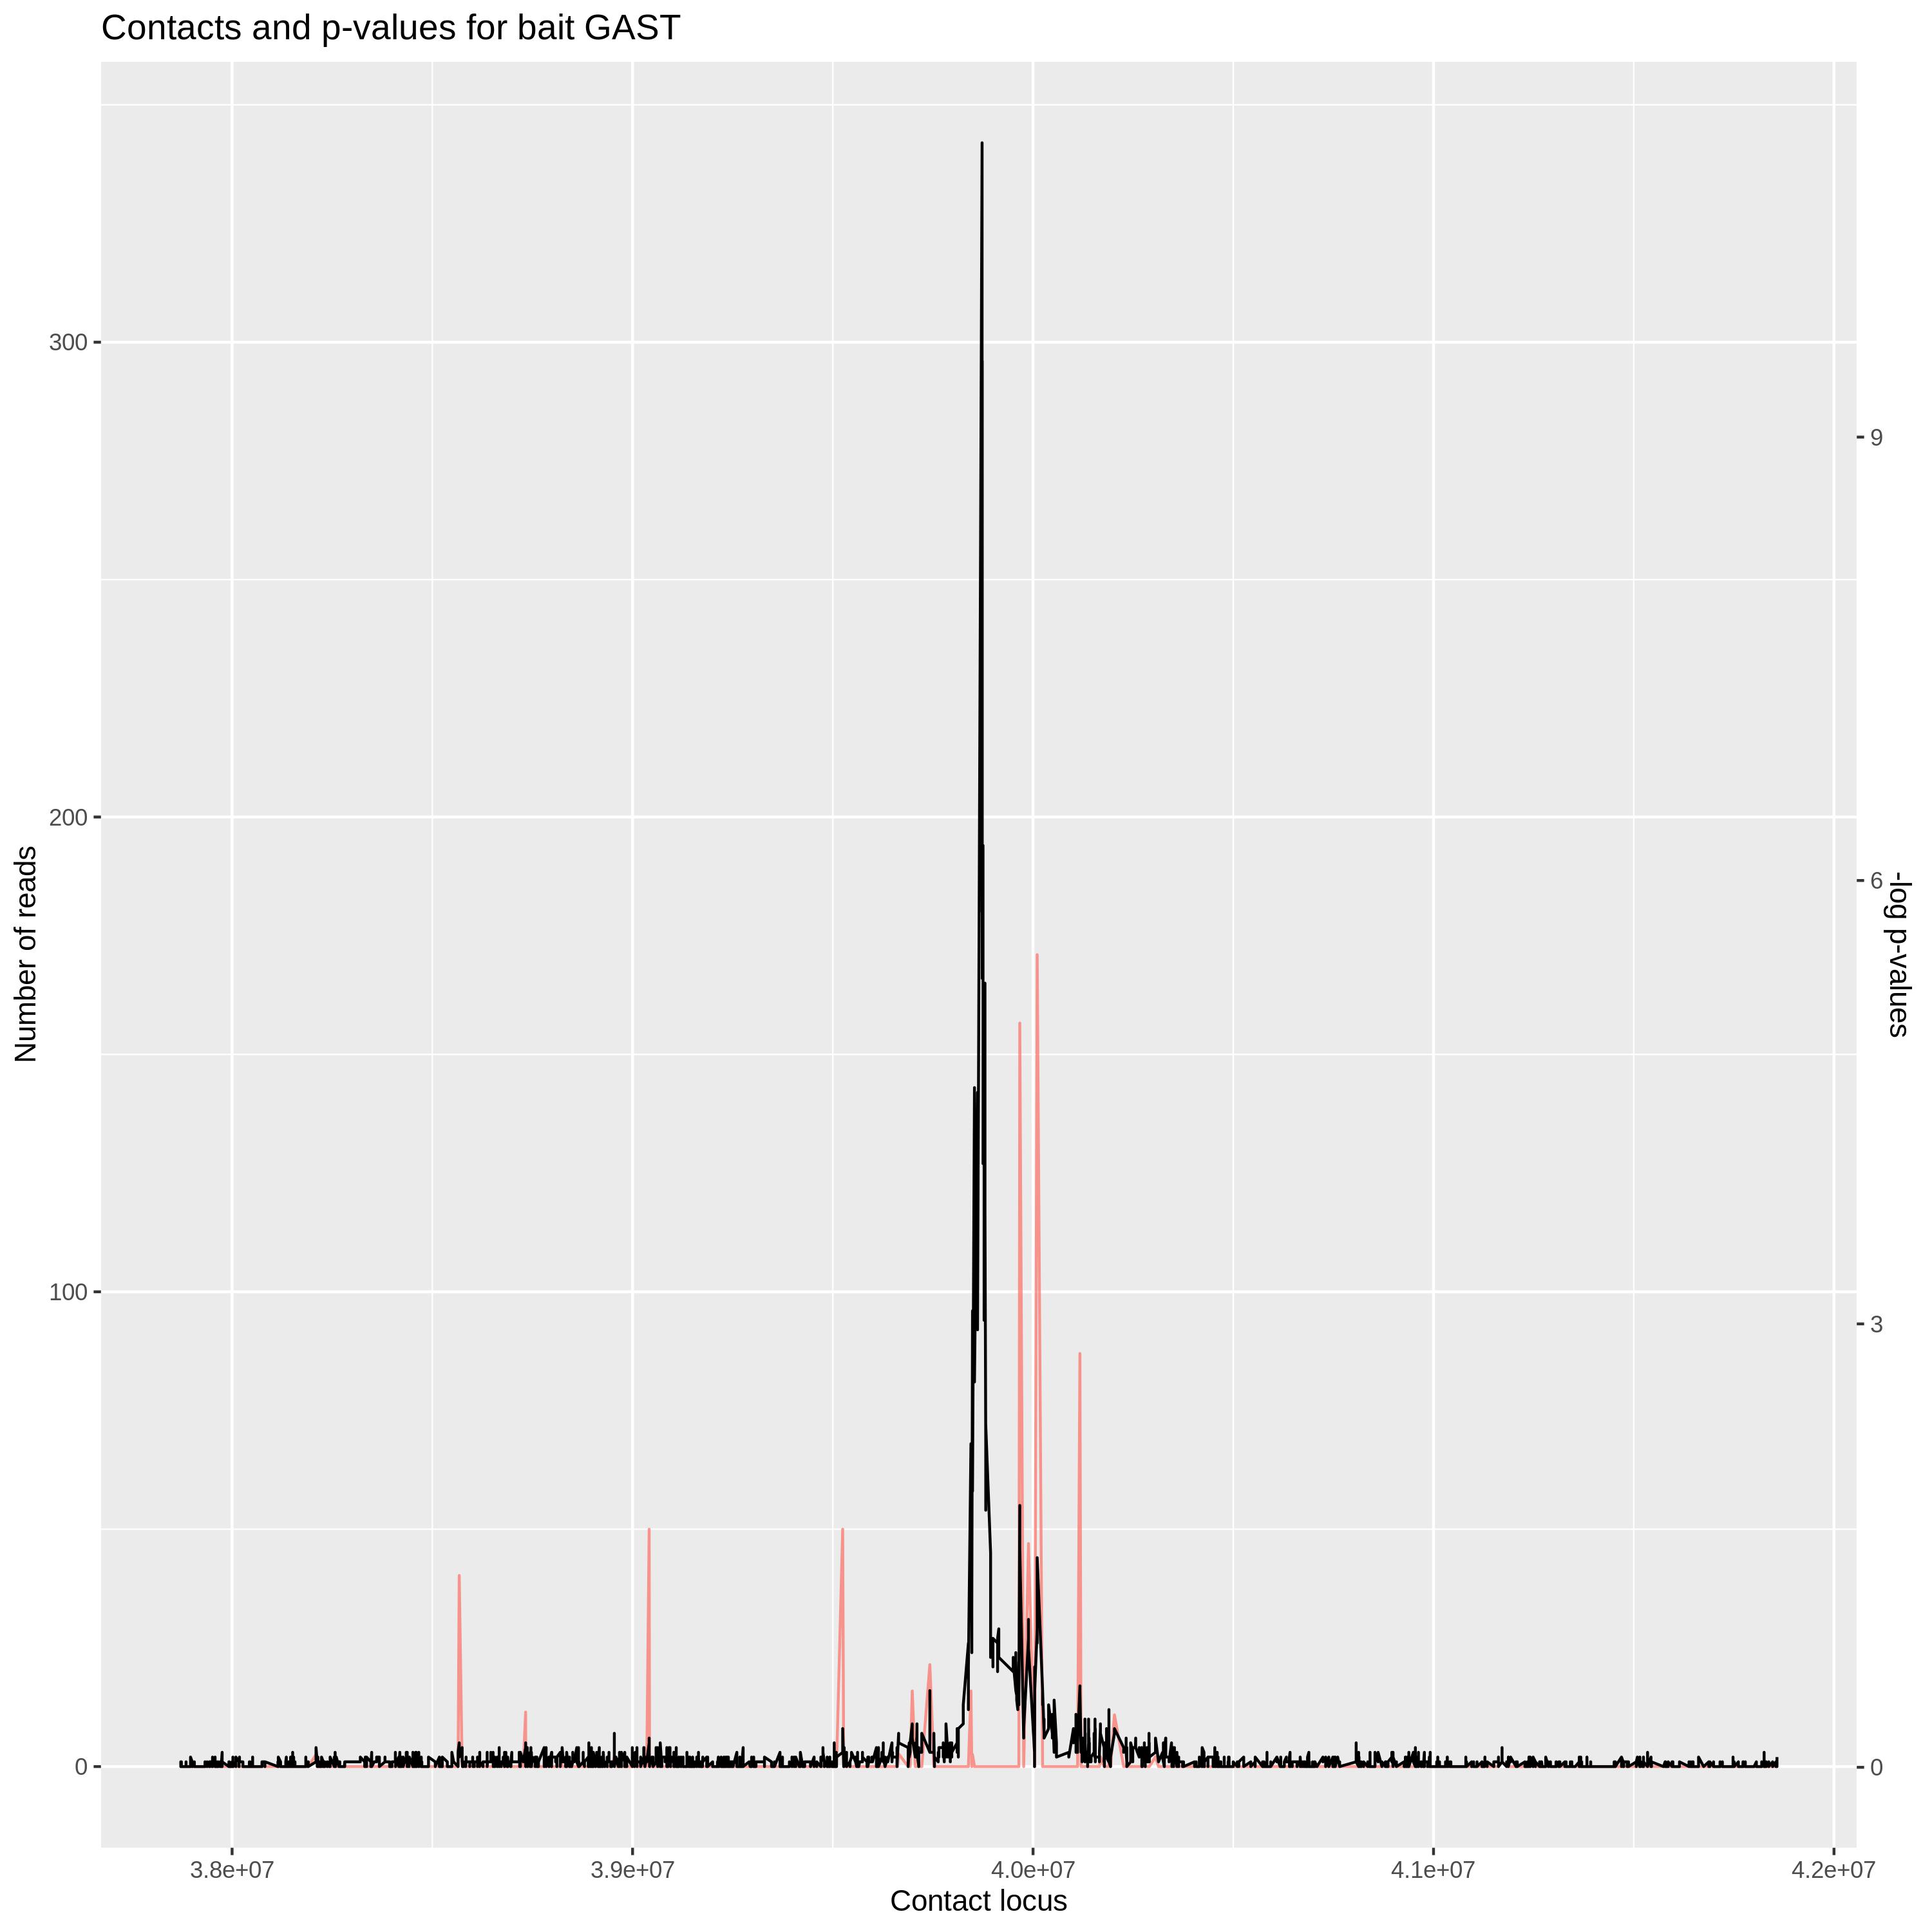 Contacts and p-values for bait GAST
Number of reads
300
200
100
0
9
6
3
0
-log p-values
3.8e+07
3.9e+07
4.0e+07
4.1e+07
4.2e+07
Contact locus